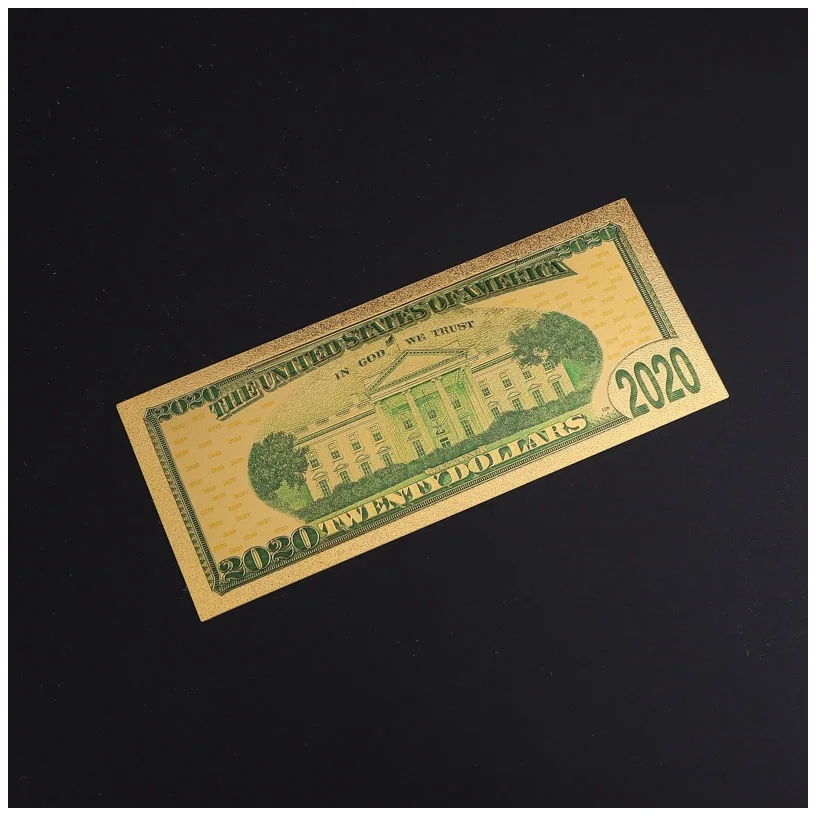 2020 THE UNITED STATES OF AMERICA 2020
IN GOD WE TRUST
2020
2020 TWENTY DOLLARS